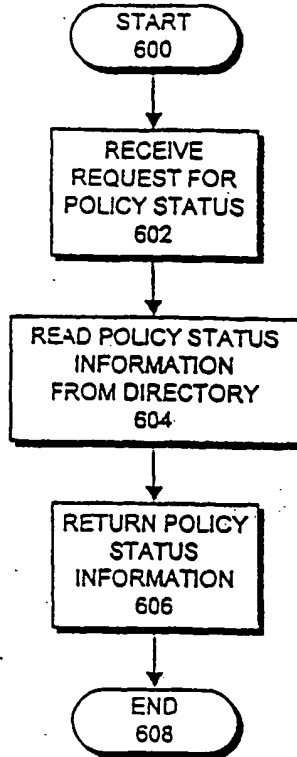 START
600
RECEIVE
REQUEST FOR
POLICY STATUS
602
READ POLICY STATUS
INFORMATION
FROM DIRECTORY
604
RETURN POLICY
STATUS
INFORMATION
606
END
608